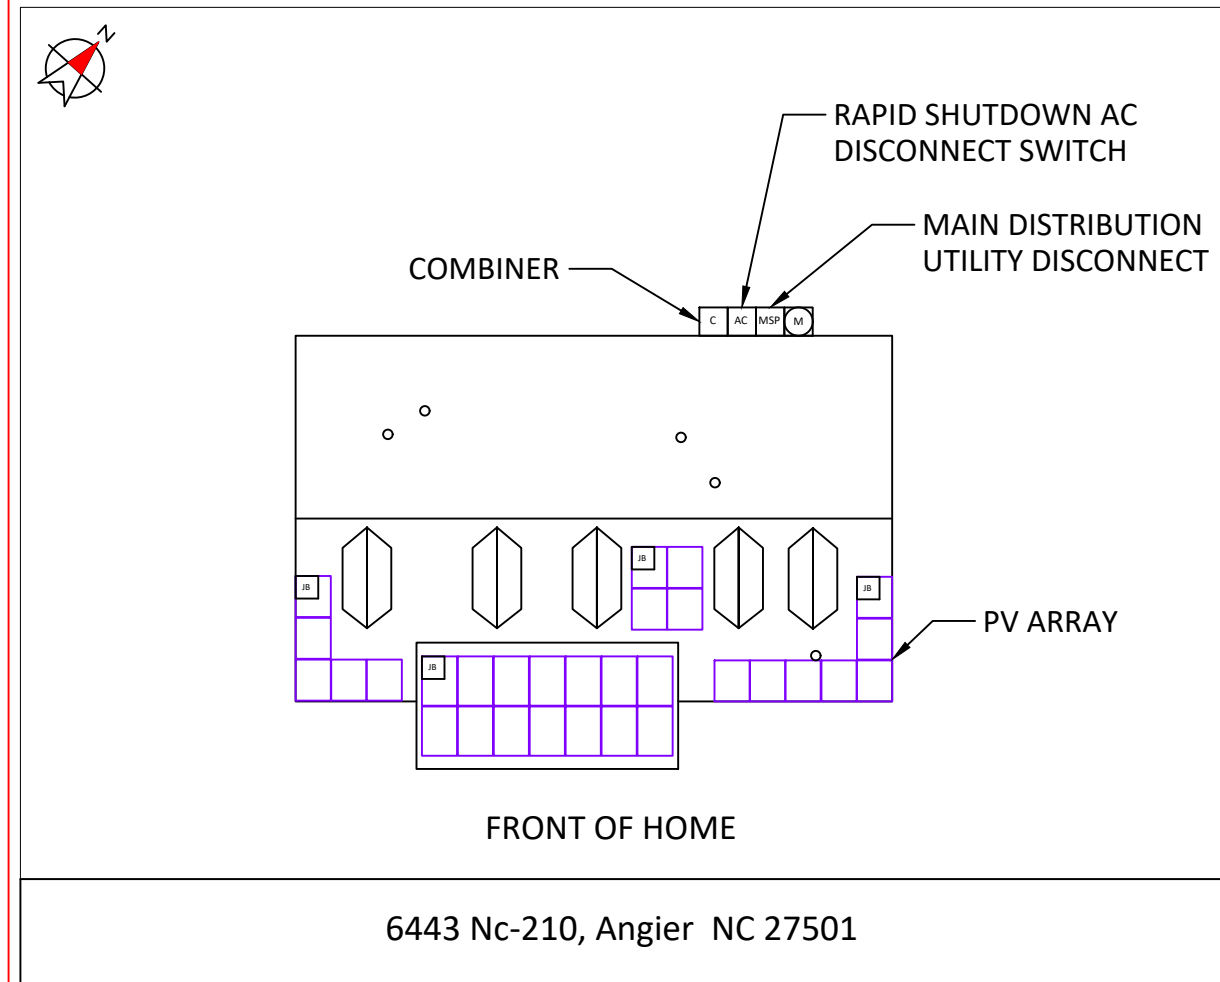 N
RAPID SHUTDOWN AC
DISCONNECT SWITCH
MAIN DISTRIBUTION
UTILITY DISCONNECT
COMBINER
C
AC
MSP
M
JB
JB
JB
PV ARRAY
JB
FRONT OF HOME
6443 Nc-210, Angier  NC 27501